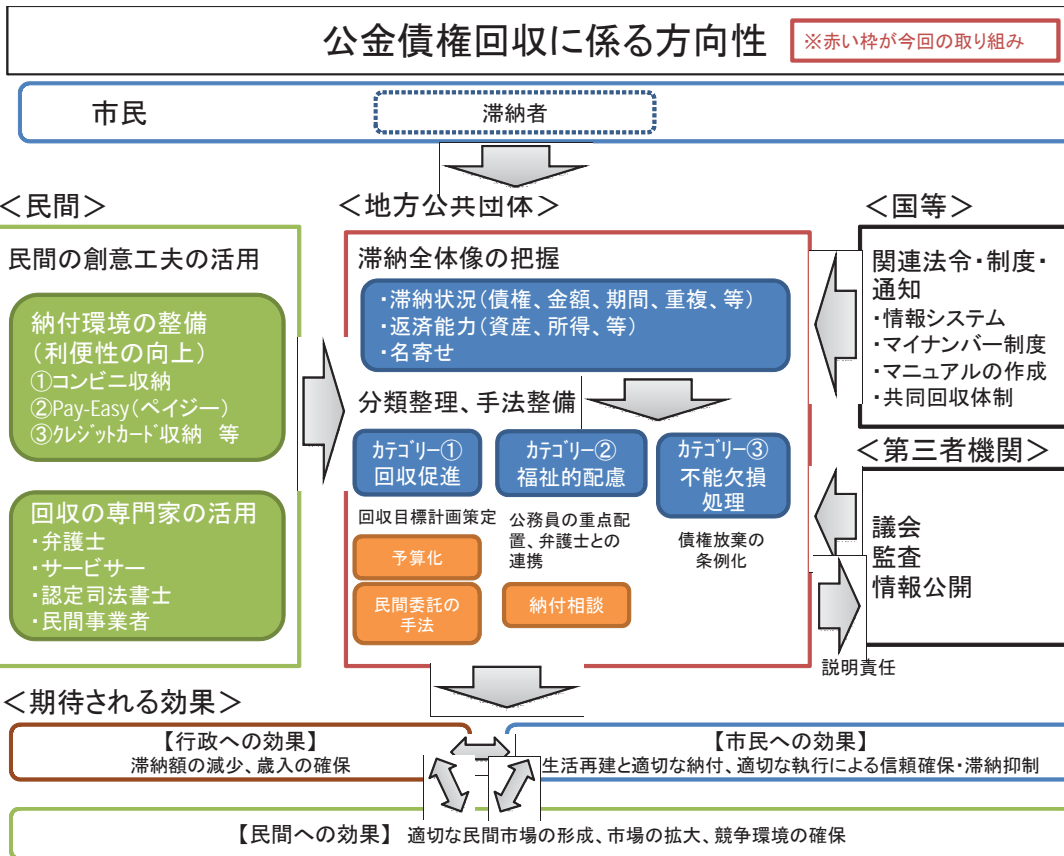 公金債権回収に係る方向性
※赤い枠が今回の取り組み
市民
滞納者
＜民間＞
民間の創意工夫の活用
納付環境の整備
(利便性の向上)
①コンビニ収納
②Pay-Easy(ペイジー)
③ｸﾚｼﾞｯﾄｶｰﾄﾞ収納 等
回収の専門家の活用
・弁護士
・サービサー
・認定司法書士
・民間事業者
＜地方公共団体＞
滞納全体像の把握
・滞納状況(債権、金額、期間、重複、等)
・返済能力(資産、所得、等)
・名寄せ
分類整理、手法整備
ｶﾃｺﾞﾘｰ①
回収促進
回収目標計画策定
予算化
民間委託の
手法
ｶﾃｺﾞﾘｰ②
福祉的配慮
公務員の重点配
置、弁護士との
連携
納付相談
ｶﾃｺﾞﾘｰ③
不能欠損
処理
債権放棄の
条例化
＜国等＞
関連法令・制度・
通知
・情報システム
・マイナンバー制度
・マニュアルの作成
・共同回収体制
＜第三者機関＞
議会
監査
情報公開
説明責任
＜期待される効果＞
【行政への効果】
滞納額の減少、歳入の確保
【市民への効果】
生活再建と適切な納付、適切な執行による信頼確保・滞納抑制
【民間への効果】 適切な民間市場の形成、市場の拡大、競争環境の確保